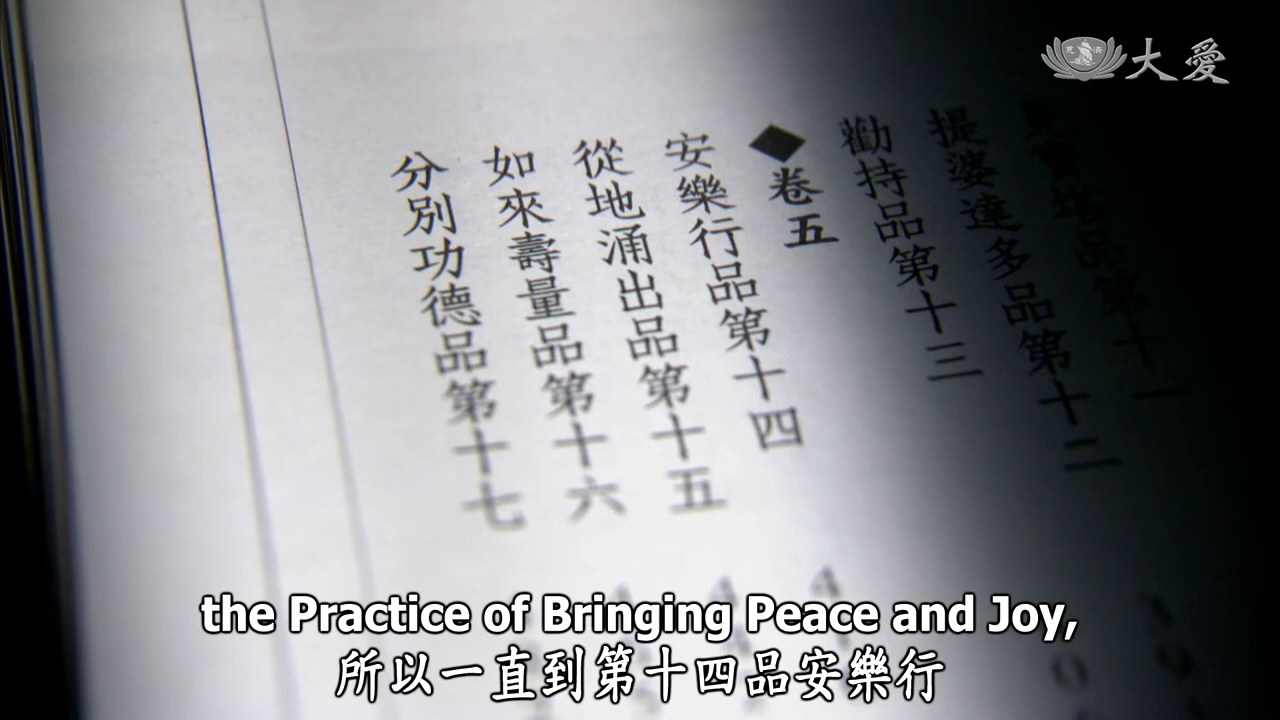 大愛
提婆達多品第十二
勸持品第十三
◆卷五
安樂行品第十四
從地涌出品第十五
如來壽量品第十六
分別功德品第十七
the Practice of Bringing Peace and Joy,
所以一直到第十四品安樂行